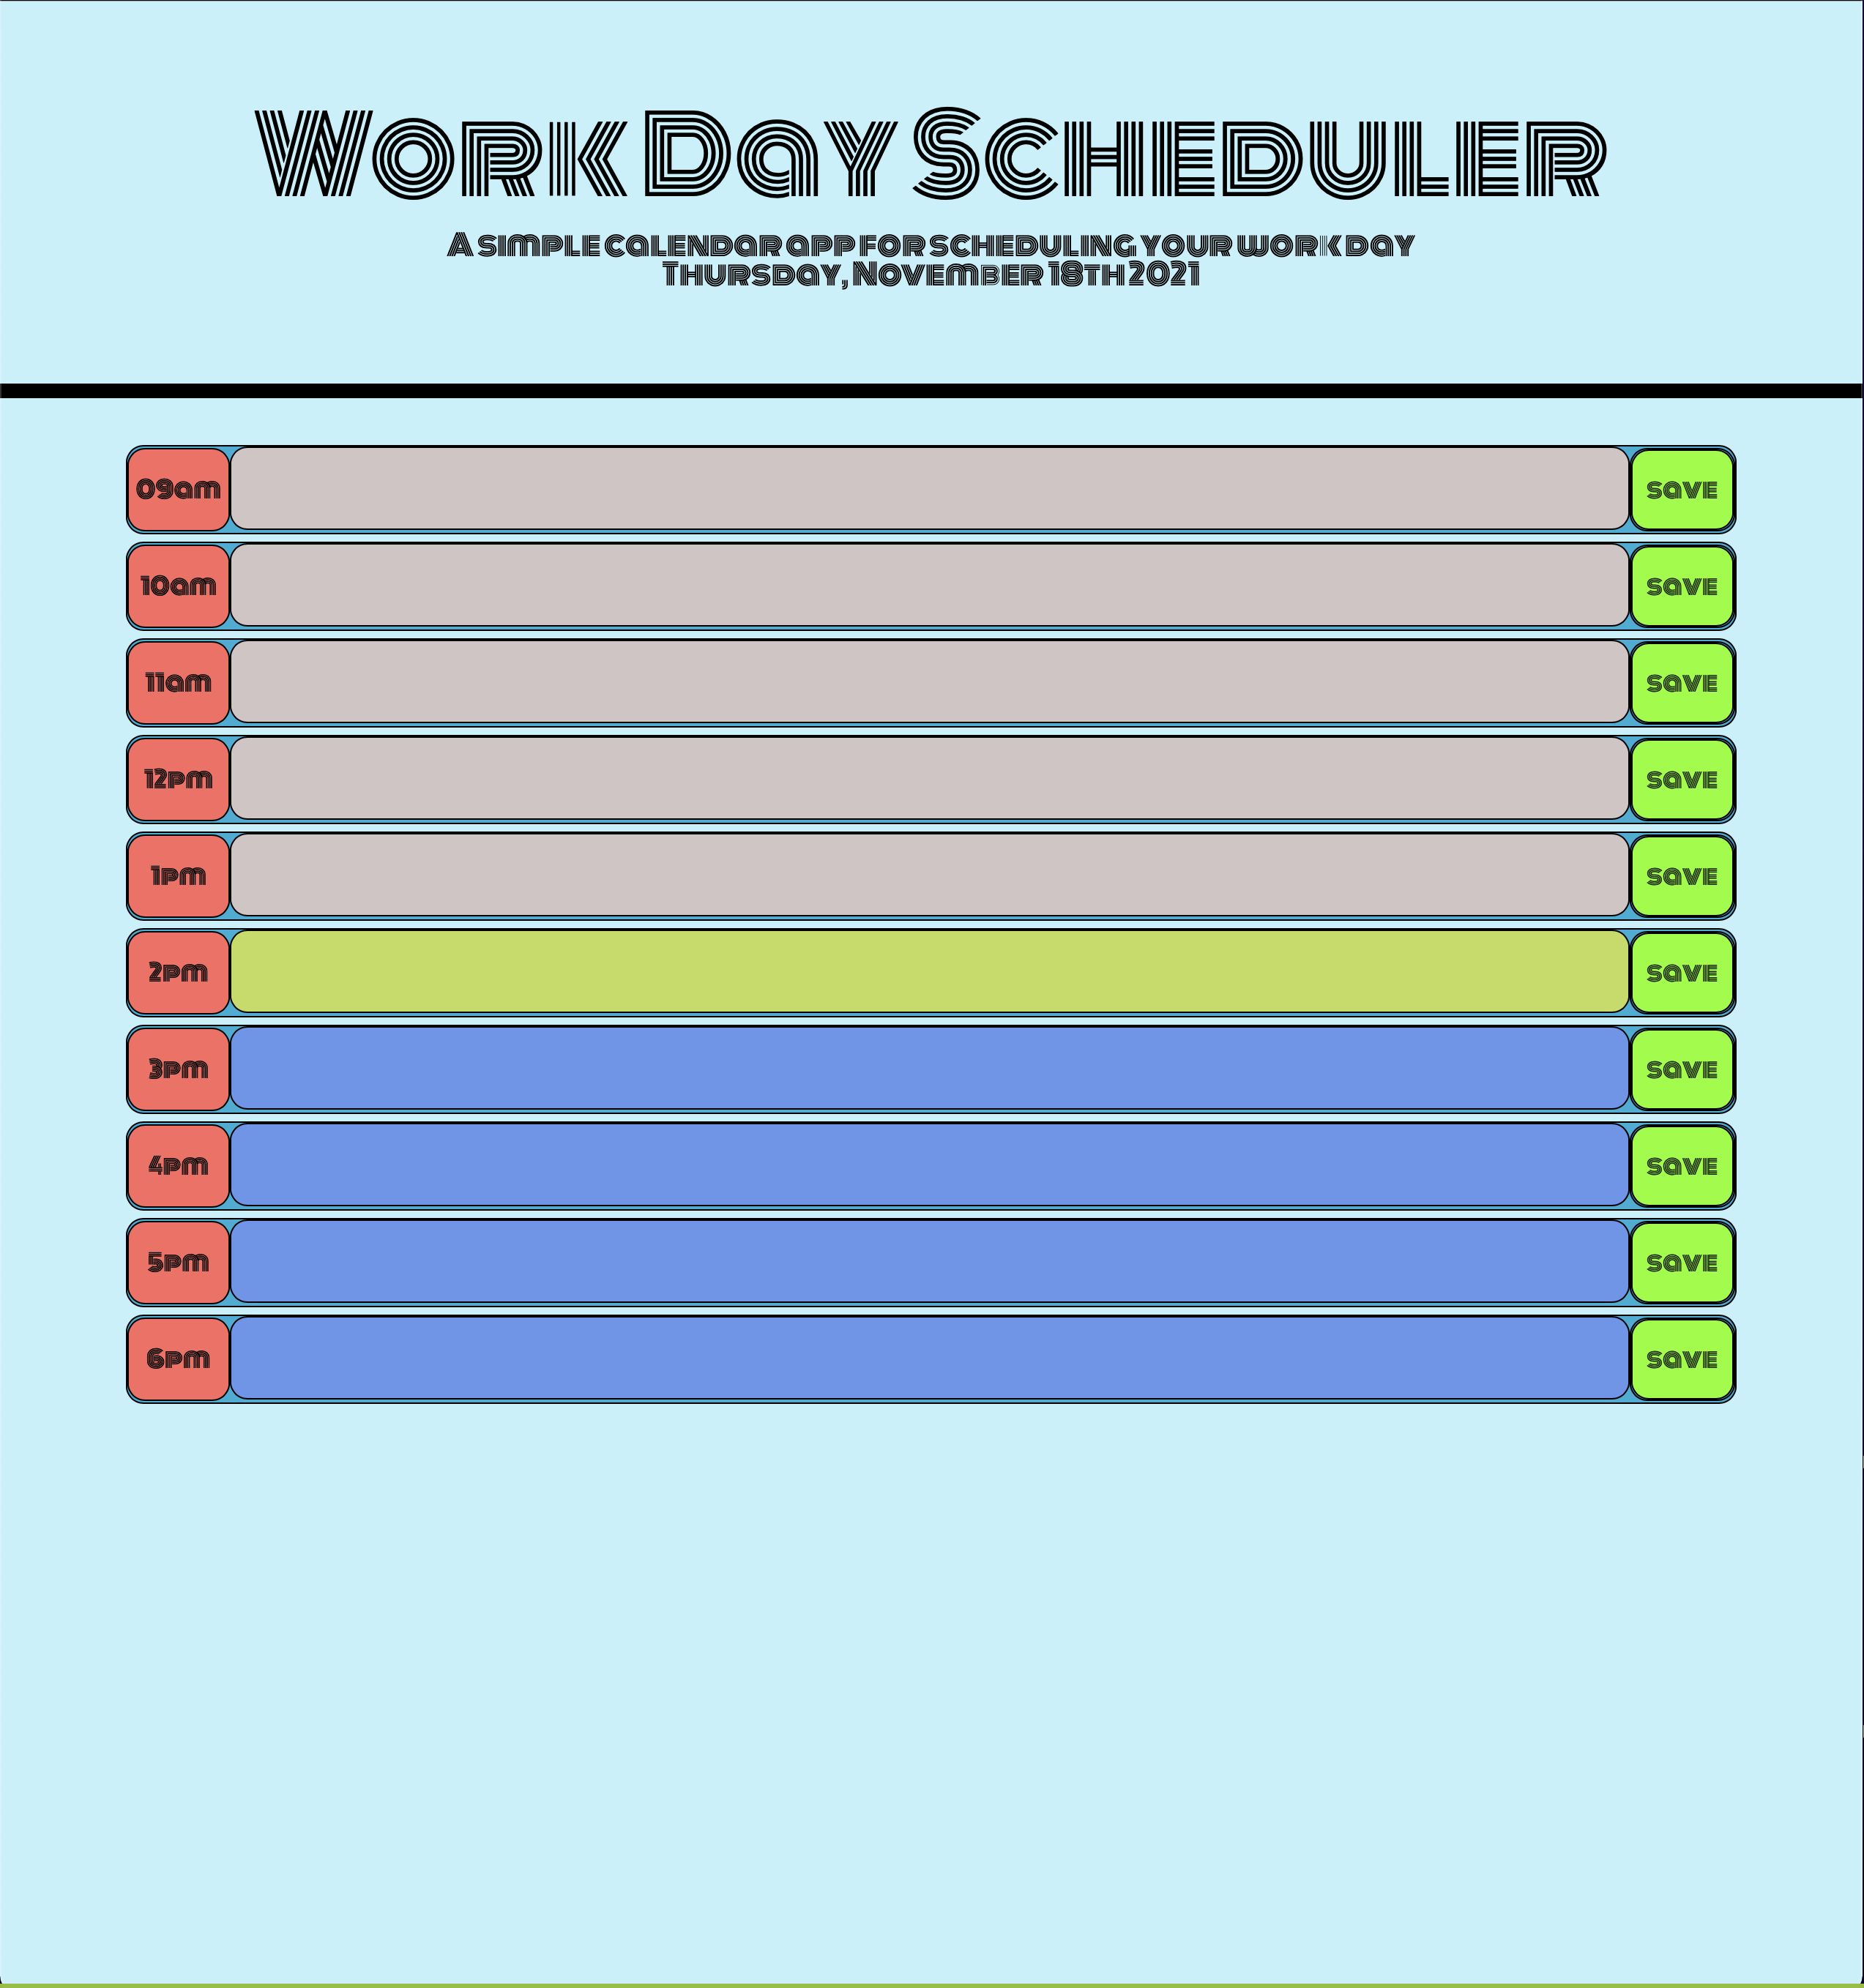 Work Day Scheduler
A simple calendar app for scheduling your work day
Thursday, November 18th 2021
09am save
10am save
11am save
12pm save
1pm save
2pm save
3pm save
4pm save
5pm save
6pm save